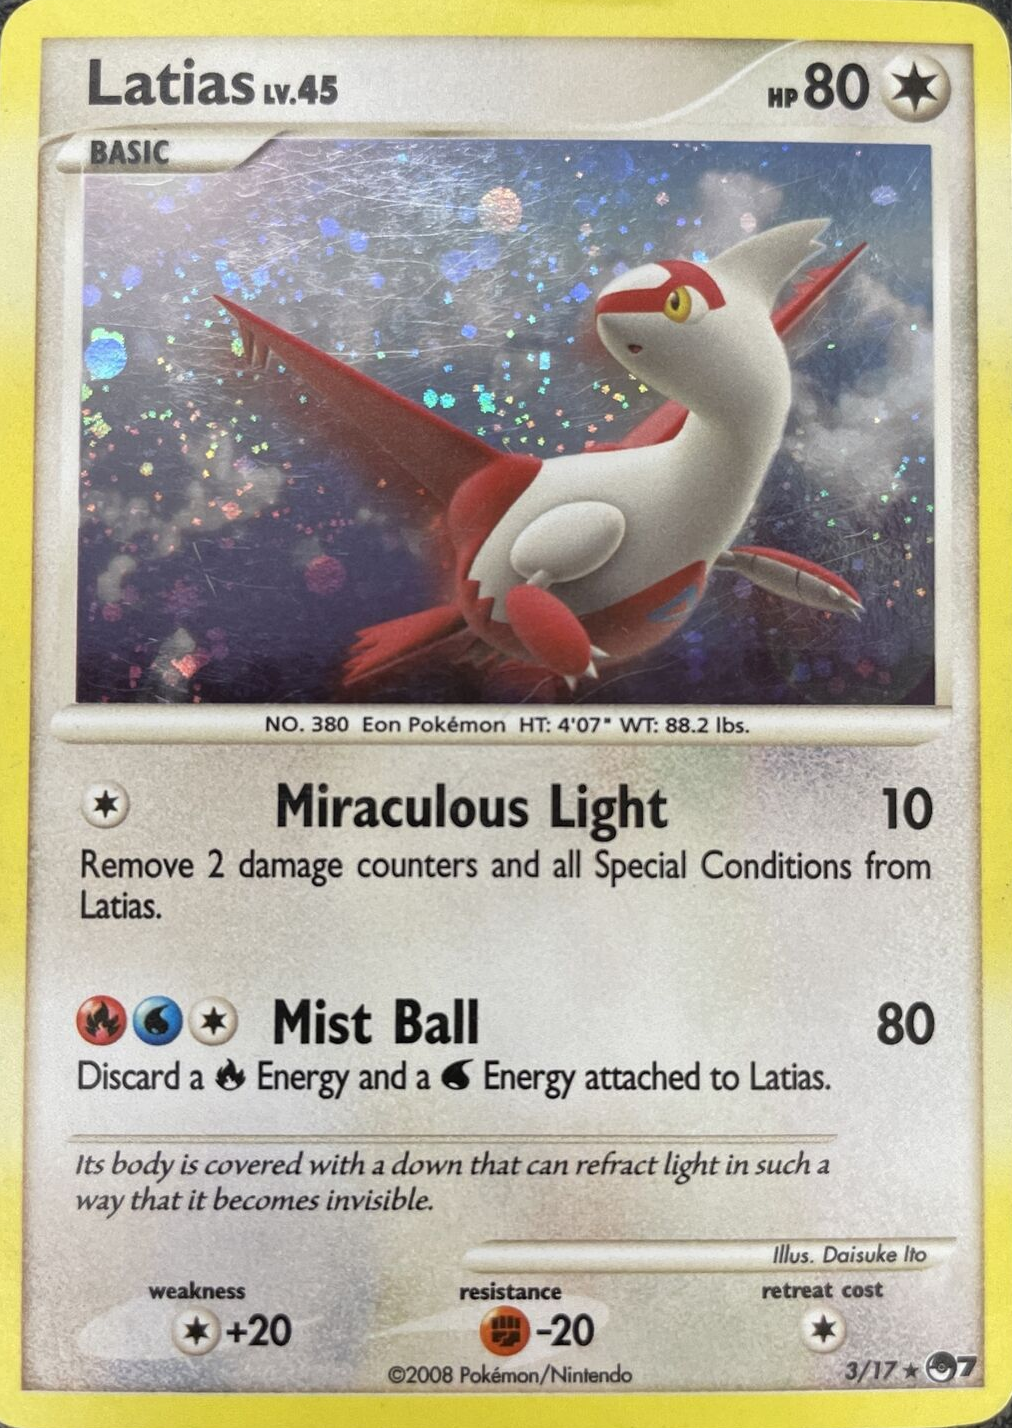 Latias LV.45
HP 80
BASIC
NO. 380 Eon Pokémon HT: 4'07" WT: 88.2 lbs.
Miraculous Light 10
Remove 2 damage counters and all Special Conditions from
Latias.
Mist Ball 80
Discard a Energy and a Energy attached to Latias.
Its body is covered with a down that can refract light in such a
way that it becomes invisible.
Illus. Daisuke Ito
weakness resistance retreat cost
+20 -20
©2008 Pokémon/Nintendo
3/17 ★ 7